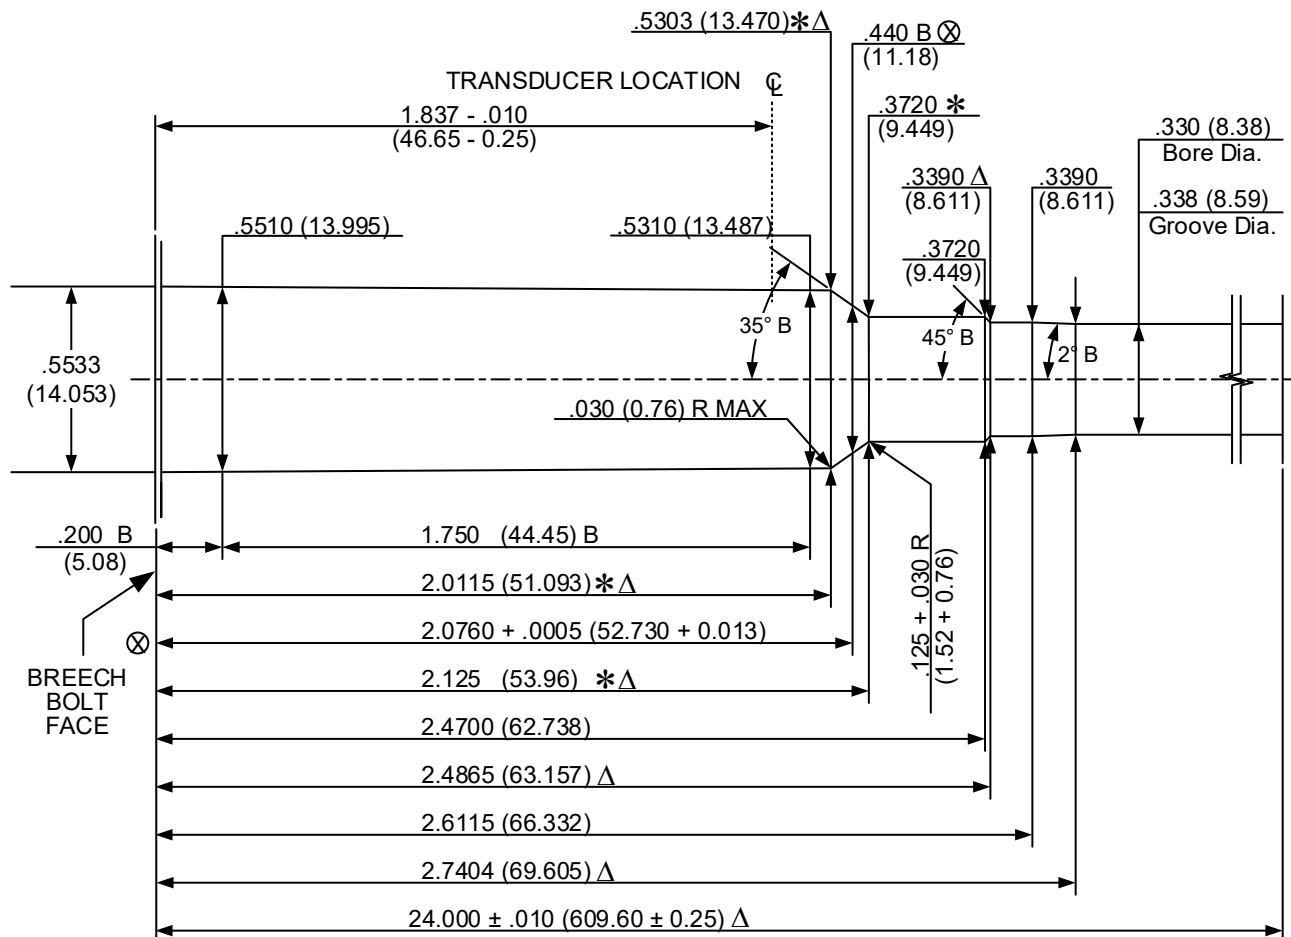 .5303 (13.470)✱Δ
.440 B ⊗
(11.18)
TRANSDUCER LOCATION ℄
1.837 - .010
(46.65 - 0.25)
.3720 ✱
(9.449)
.330 (8.38)
Bore Dia.
.3390 Δ
(8.611)
.3390
(8.611)
.338 (8.59)
Groove Dia.
.5510 (13.995)
.5310 (13.487)
.3720
(9.449)
35° B
45° B
2° B
.5533
(14.053)
.030 (0.76) R MAX
.200 B
(5.08)
1.750 (44.45) B
.125 + .030 R
(1.52 + 0.76)
2.0115 (51.093)✱Δ
⊗
2.0760 + .0005 (52.730 + 0.013)
BREECH
BOLT
FACE
2.125 (53.96) ✱Δ
2.4700 (62.738)
2.4865 (63.157) Δ
2.6115 (66.332)
2.7404 (69.605) Δ
24.000 ± .010 (609.60 ± 0.25) Δ